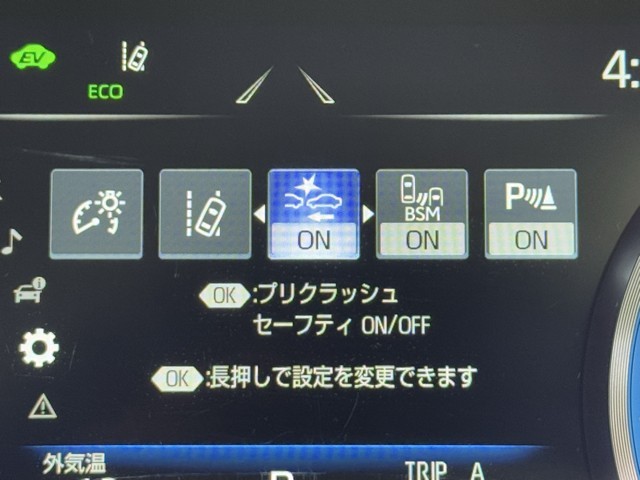 EV
ECO
4:
BSM
P
ON
ON
ON
OK :プリクラッシュ
セーフティ ON/OFF
OK :長押しで設定を変更できます
外気温
TRIP A